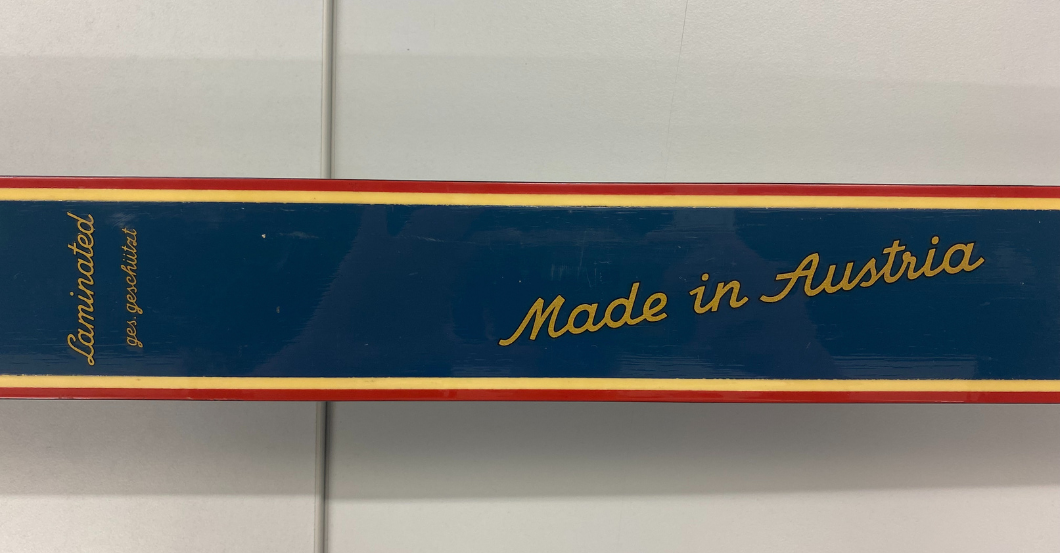 Laminated
ges. geschützt
Made in Austria